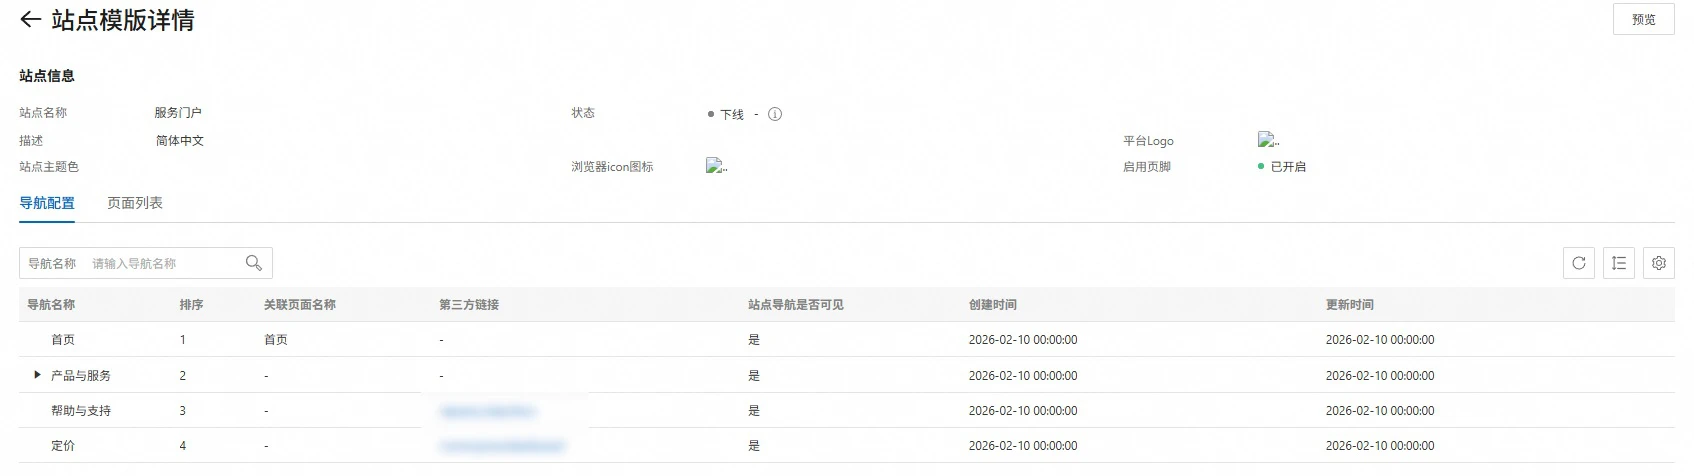 站点模版详情
预览
站点信息
站点名称 服务门户 状态 下线 -
描述 简体中文 平台Logo ..
站点主题色 浏览器icon图标 .. 启用页脚 已开启
导航配置 页面列表
导航名称 请输入导航名称
导航名称 排序 关联页面名称 第三方链接 站点导航是否可见 创建时间 更新时间
首页 1 首页 - 是 2026-02-10 00:00:00 2026-02-10 00:00:00
产品与服务 2 - - 是 2026-02-10 00:00:00 2026-02-10 00:00:00
帮助与支持 3 - 是 2026-02-10 00:00:00 2026-02-10 00:00:00
定价 4 - 是 2026-02-10 00:00:00 2026-02-10 00:00:00